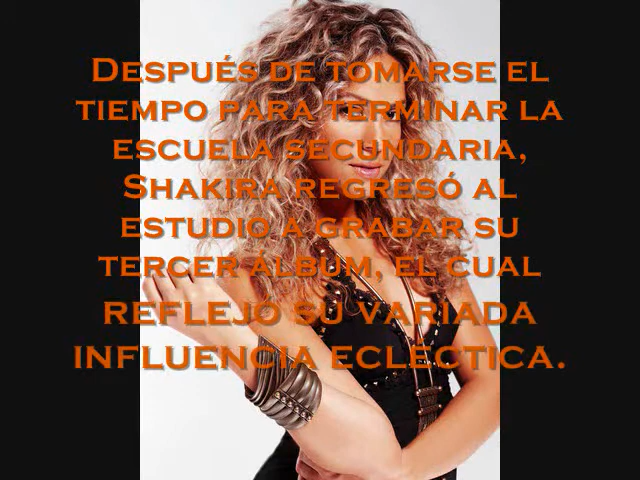 Después de tomarse el
tiempo para terminar la
escuela secundaria,
Shakira regresó al
estudio a grabar su
tercer álbum, el cual
reflejo su variada
influencia ecléctica.